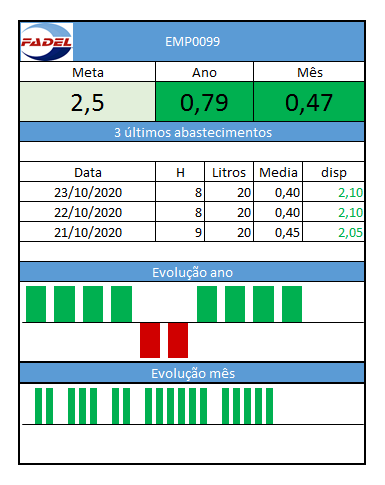 FADEL
EMP0099
Meta Ano Mês
2,5 0,79 0,47
3 últimos abastecimentos
Data H Litros Media disp
23/10/2020 8 20 0,40 2,10
22/10/2020 8 20 0,40 2,10
21/10/2020 9 20 0,45 2,05
Evolução ano
Evolução mês